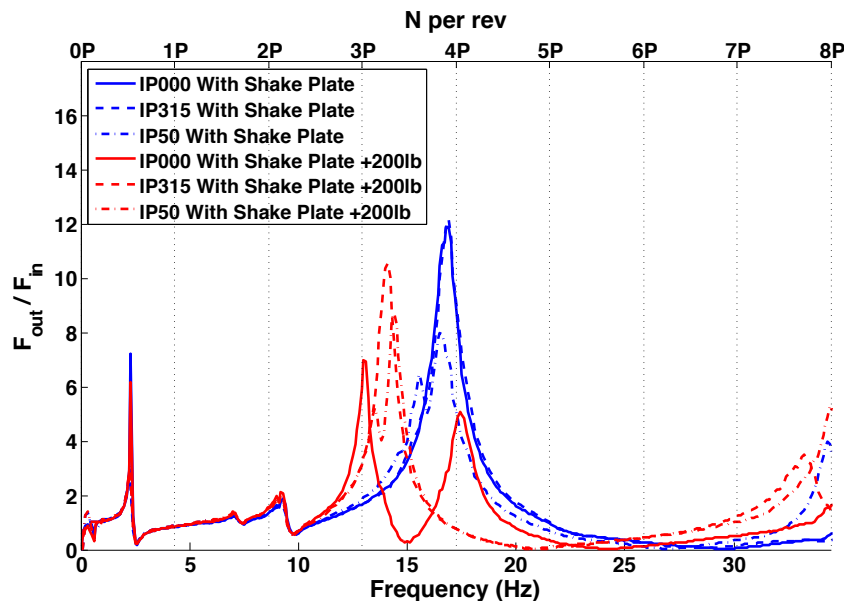 N per rev
0P 1P 2P 3P 4P 5P 6P 7P 8P
IP000 With Shake Plate
IP315 With Shake Plate
IP50 With Shake Plate
IP000 With Shake Plate +200lb
IP315 With Shake Plate +200lb
IP50 With Shake Plate +200lb
16
14
12
10
8
6
4
2
0
F_out / F_in
0 5 10 15 20 25 30
Frequency (Hz)